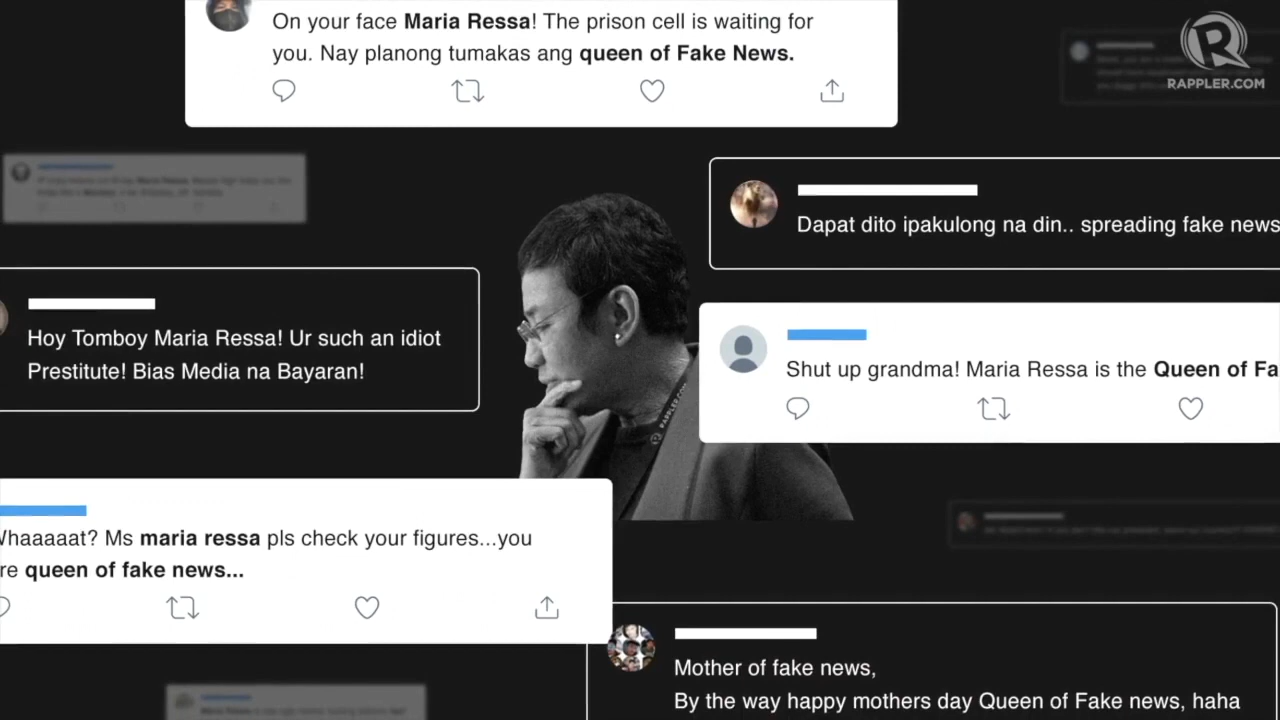 On your face Maria Ressa! The prison cell is waiting for
you. Nay planong tumakas ang queen of Fake News.
RAPPLER.COM
Dapat dito ipakulong na din.. spreading fake news
Hoy Tomboy Maria Ressa! Ur such an idiot
Prestitute! Bias Media na Bayaran!
Shut up grandma! Maria Ressa is the Queen of Fa
RAPPLER.COM
Whaaaaat? Ms maria ressa pls check your figures...you
re queen of fake news...
Mother of fake news,
By the way happy mothers day Queen of Fake news, haha